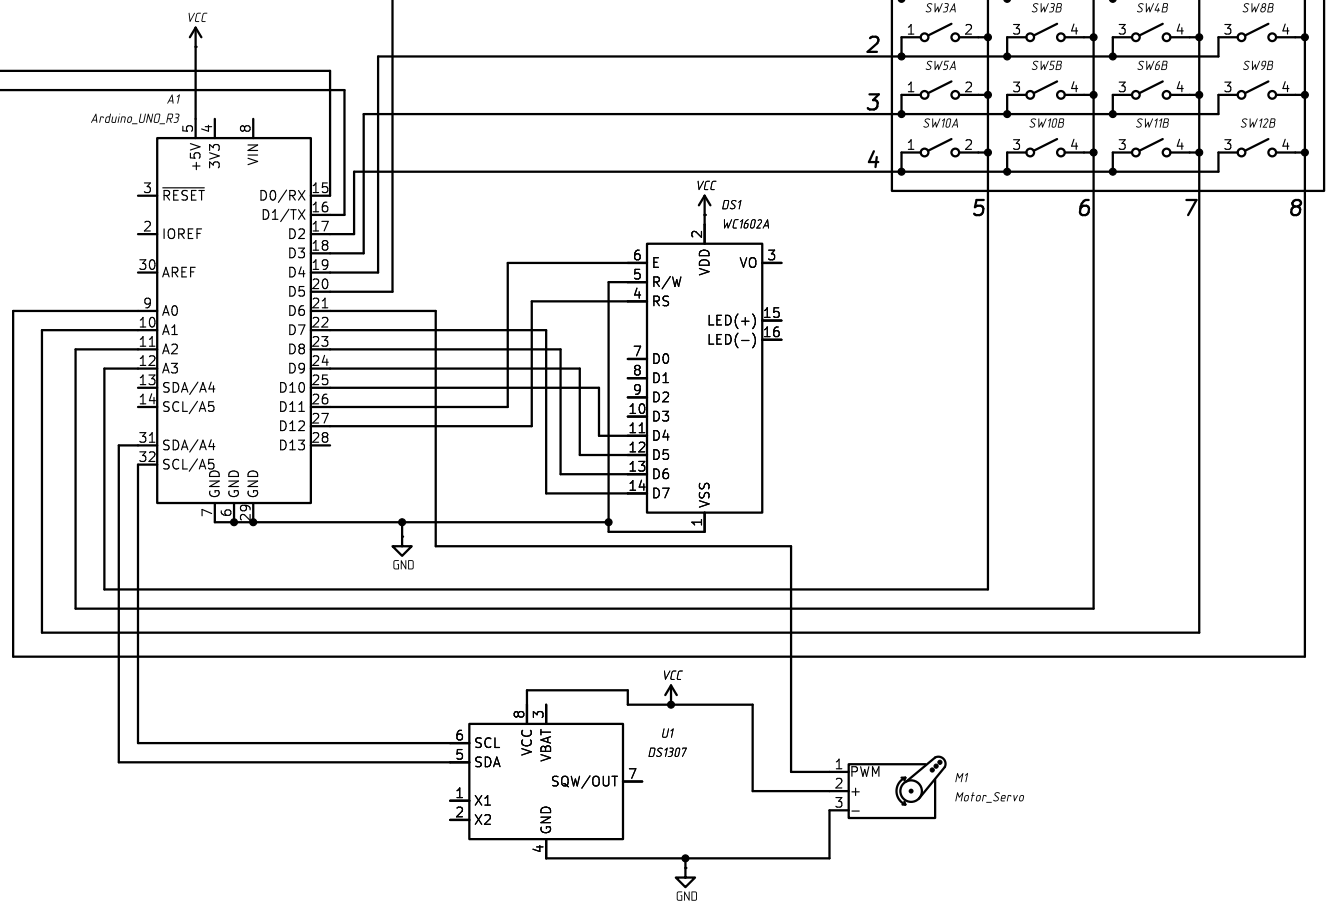 SW3A SW3B SW4B SW8B
VCC
1 2 3 4 3 4 3 4
2
SW5A SW5B SW6B SW9B
1 2 3 4 3 4 3 4
3
A1
Arduino_UNO_R3
SW10A SW10B SW11B SW12B
1 2 3 4 3 4 3 4
4
5 4 8
+5V 3V3 VIN
3 RESET D0/RX 15
D1/TX 16
2 IOREF D2 17
D3 18
30 AREF D4 19
D5 20
9 A0 D6 21
10 A1 D7 22
11 A2 D8 23
12 A3 D9 24
13 SDA/A4 D10 25
14 SCL/A5 D11 26
D12 27
31 SDA/A4 D13 28
32 SCL/A5
GND GND GND
7 6 29
GND
5 6 7 8
VCC
DS1
WC1602A
2
VDD
6 E VO 3
5 R/W
4 RS
LED(+) 15
LED(-) 16
7 D0
8 D1
9 D2
10 D3
11 D4
12 D5
13 D6
14 D7
VSS
1
VCC
U1
DS1307
8 3
VCC VBAT
6 SCL
5 SDA
SQW/OUT 7
1 X1
2 X2
GND
4
GND
1 PWM
2 +
3 -
M1
Motor_Servo